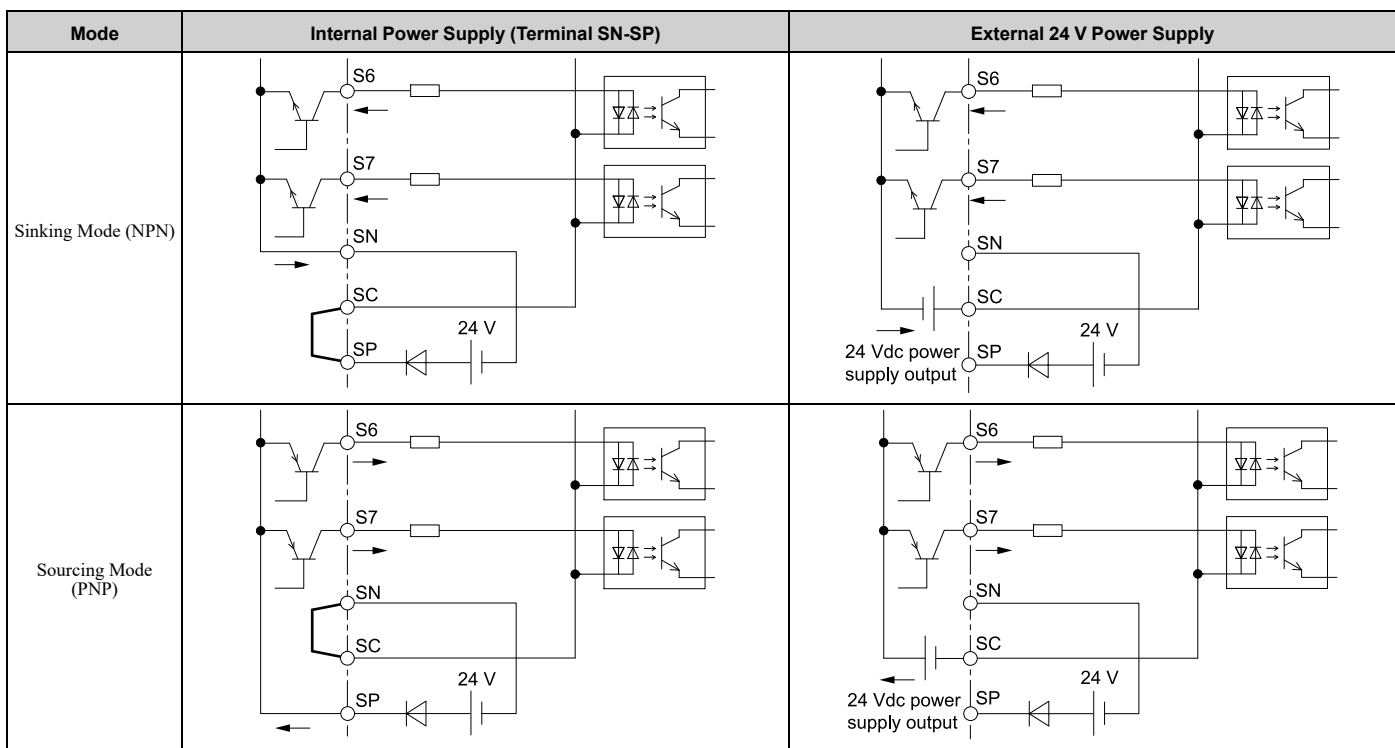 Mode
Internal Power Supply (Terminal SN-SP)
External 24 V Power Supply
Sinking Mode (NPN)
S6
S7
SN
SC
24 V
SP
S6
S7
SN
SC
24 V
24 Vdc power
supply output
SP
Sourcing Mode
(PNP)
S6
S7
SN
SC
24 V
SP
S6
S7
SN
SC
24 V
24 Vdc power
supply output
SP